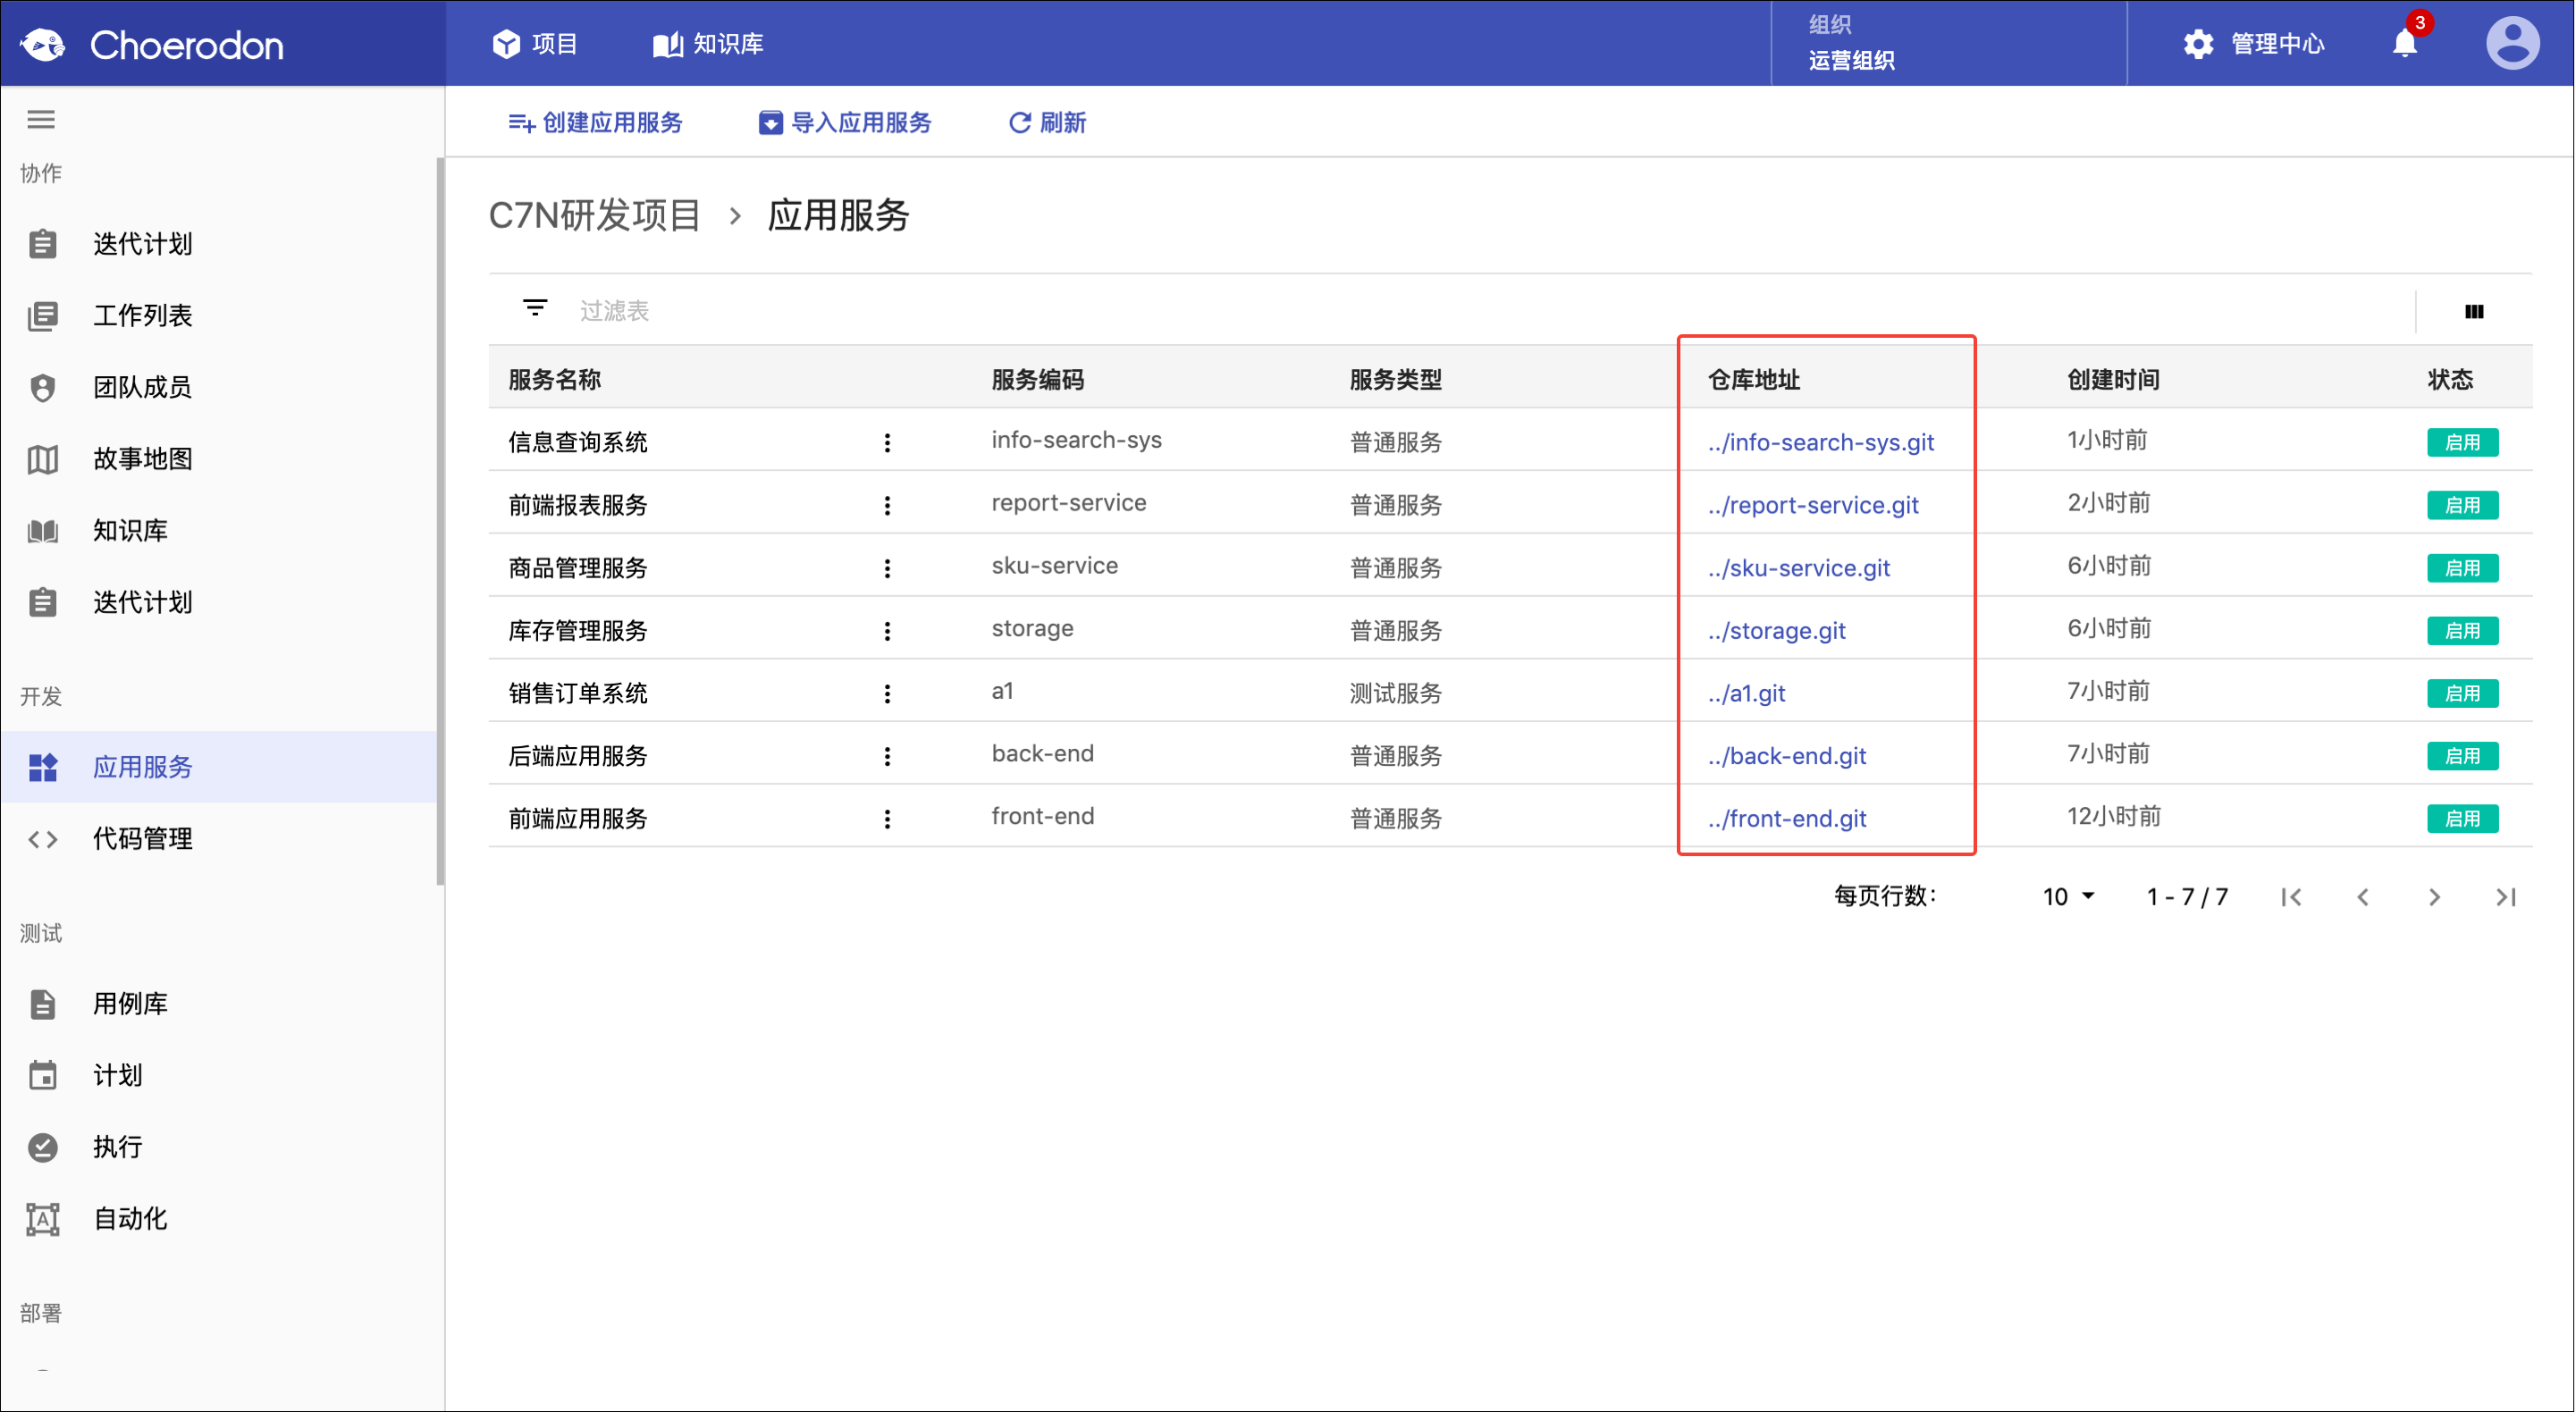 Choerodon
项目
知识库
组织
运营组织
管理中心
3
创建应用服务
导入应用服务
刷新
协作
迭代计划
工作列表
团队成员
故事地图
知识库
迭代计划
开发
应用服务
代码管理
测试
用例库
计划
执行
自动化
部署
C7N研发项目 › 应用服务
过滤表
服务名称 服务编码 服务类型 仓库地址 创建时间 状态
信息查询系统 info-search-sys 普通服务 ../info-search-sys.git 1小时前 启用
前端报表服务 report-service 普通服务 ../report-service.git 2小时前 启用
商品管理服务 sku-service 普通服务 ../sku-service.git 6小时前 启用
库存管理服务 storage 普通服务 ../storage.git 6小时前 启用
销售订单系统 a1 测试服务 ../a1.git 7小时前 启用
后端应用服务 back-end 普通服务 ../back-end.git 7小时前 启用
前端应用服务 front-end 普通服务 ../front-end.git 12小时前 启用
每页行数: 10 1 - 7 / 7